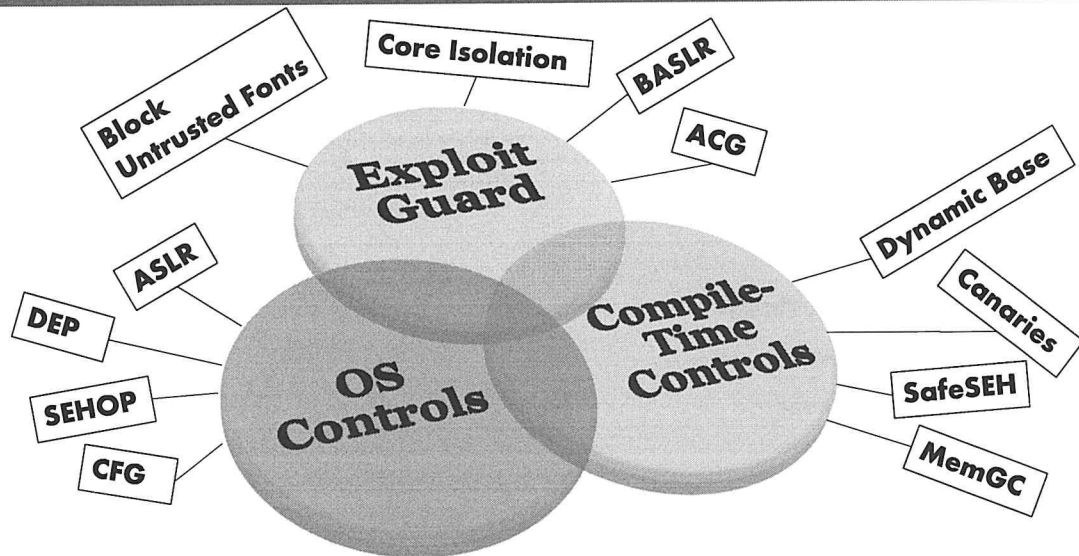 Core Isolation
BASLR
Block
Untrusted Fonts
ACG
Exploit
Guard
Dynamic Base
ASLR
Canaries
DEP
Compile-
Time
Controls
OS
Controls
SafeSEH
SEHOP
MemGC
CFG